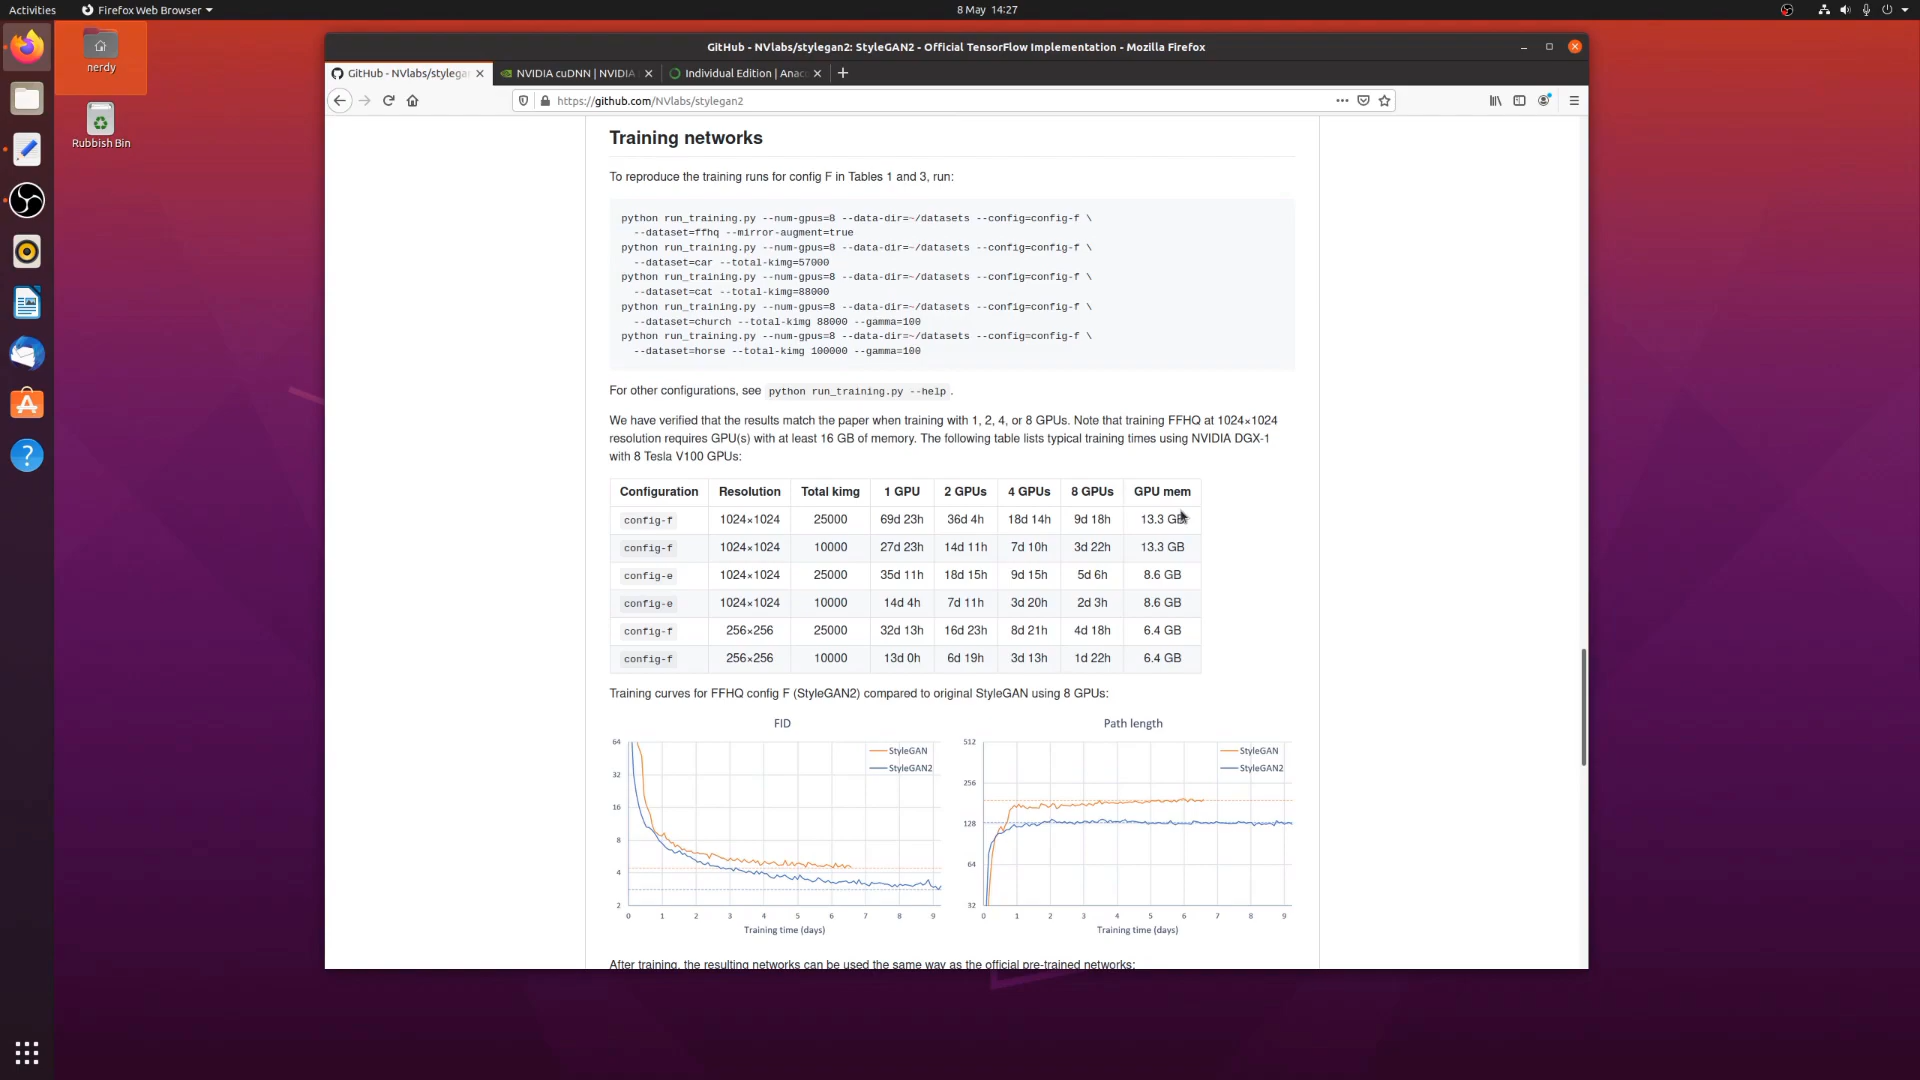 Activities
Firefox Web Browser
8 May 14:27
nerdy
Rubbish Bin
GitHub - NVlabs/stylegan2: StyleGAN2 - Official TensorFlow Implementation - Mozilla Firefox
GitHub - NVlabs/stylega
NVIDIA cuDNN | NVIDIA
Individual Edition | Anac
https://github.com/NVlabs/stylegan2
Training networks
To reproduce the training runs for config F in Tables 1 and 3, run:
python run_training.py --num-gpus=8 --data-dir=~/datasets --config=config-f \
--dataset=ffhq --mirror-augment=true
python run_training.py --num-gpus=8 --data-dir=~/datasets --config=config-f \
--dataset=car --total-kimg=57000
python run_training.py --num-gpus=8 --data-dir=~/datasets --config=config-f \
--dataset=cat --total-kimg=88000
python run_training.py --num-gpus=8 --data-dir=~/datasets --config=config-f \
--dataset=church --total-kimg 88000 --gamma=100
python run_training.py --num-gpus=8 --data-dir=~/datasets --config=config-f \
--dataset=horse --total-kimg 100000 --gamma=100
For other configurations, see python run_training.py --help .
We have verified that the results match the paper when training with 1, 2, 4, or 8 GPUs. Note that training FFHQ at 1024×1024
resolution requires GPU(s) with at least 16 GB of memory. The following table lists typical training times using NVIDIA DGX-1
with 8 Tesla V100 GPUs:
Configuration Resolution Total kimg 1 GPU 2 GPUs 4 GPUs 8 GPUs GPU mem
config-f 1024×1024 25000 69d 23h 36d 4h 18d 14h 9d 18h 13.3 GB
config-f 1024×1024 10000 27d 23h 14d 11h 7d 10h 3d 22h 13.3 GB
config-e 1024×1024 25000 35d 11h 18d 15h 9d 15h 5d 6h 8.6 GB
config-e 1024×1024 10000 14d 4h 7d 11h 3d 20h 2d 3h 8.6 GB
config-f 256×256 25000 32d 13h 16d 23h 8d 21h 4d 18h 6.4 GB
config-f 256×256 10000 13d 0h 6d 19h 3d 13h 1d 22h 6.4 GB
Training curves for FFHQ config F (StyleGAN2) compared to original StyleGAN using 8 GPUs:
FID
64
32
16
8
4
2
StyleGAN
StyleGAN2
0 1 2 3 4 5 6 7 8 9
Training time (days)
Path length
512
256
128
64
32
StyleGAN
StyleGAN2
0 1 2 3 4 5 6 7 8 9
Training time (days)
After training, the resulting networks can be used the same way as the official pre-trained networks: